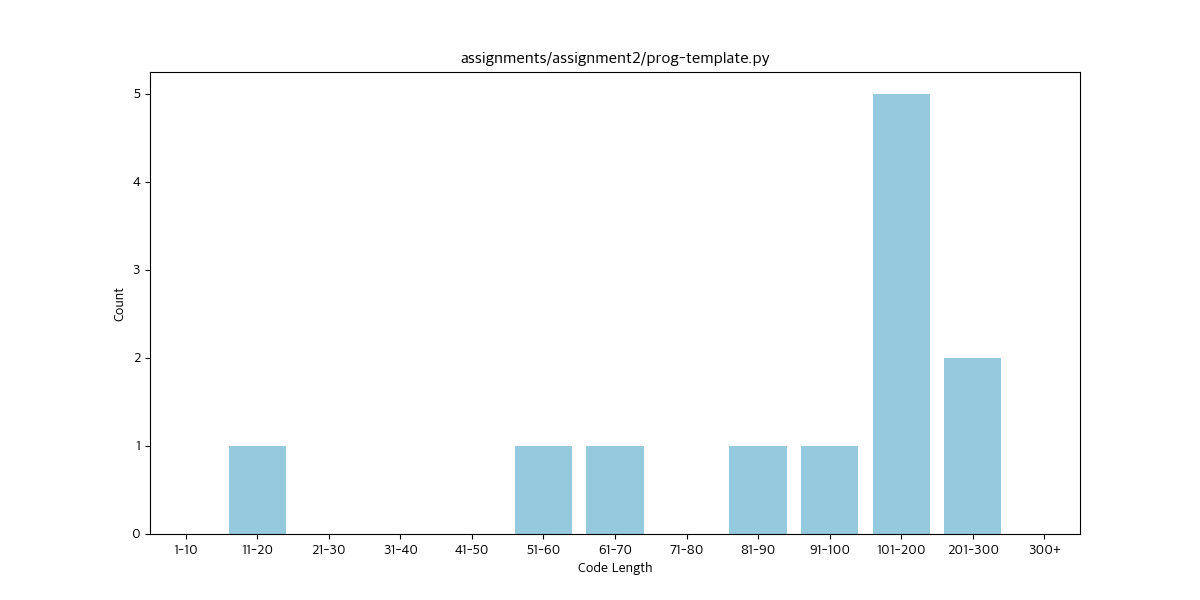 assignments/assignment2/prog-template.py
5
4
3
2
1
0
Count
1-10 11-20 21-30 31-40 41-50 51-60 61-70 71-80 81-90 91-100 101-200 201-300 300+
Code Length